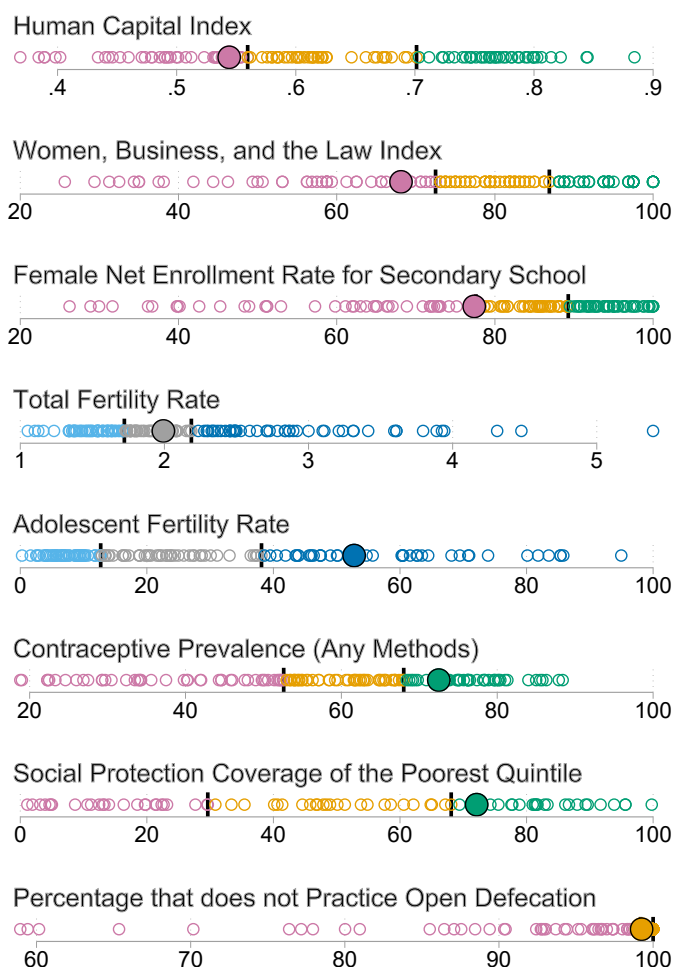 Human Capital Index
.4 .5 .6 .7 .8 .9
Women, Business, and the Law Index
20 40 60 80 100
Female Net Enrollment Rate for Secondary School
20 40 60 80 100
Total Fertility Rate
1 2 3 4 5
Adolescent Fertility Rate
0 20 40 60 80 100
Contraceptive Prevalence (Any Methods)
20 40 60 80 100
Social Protection Coverage of the Poorest Quintile
0 20 40 60 80 100
Percentage that does not Practice Open Defecation
60 70 80 90 100